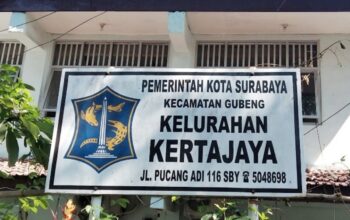 PEMERINTAH KOTA SURABAYA
KECAMATAN GUBENG
KELURAHAN
KERTAJAYA
JL. PUCANG ADI 116 SBY ☎ 5048698